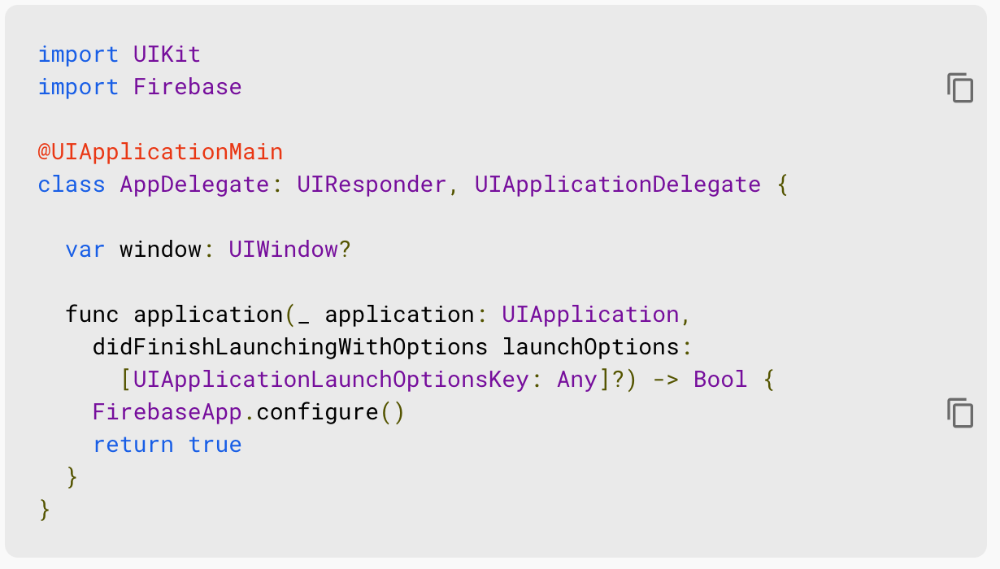 import UIKit
import Firebase
@UIApplicationMain
class AppDelegate: UIResponder, UIApplicationDelegate {
var window: UIWindow?
func application(_ application: UIApplication,
didFinishLaunchingWithOptions launchOptions:
[UIApplicationLaunchOptionsKey: Any]?) -> Bool {
FirebaseApp.configure()
return true
}
}